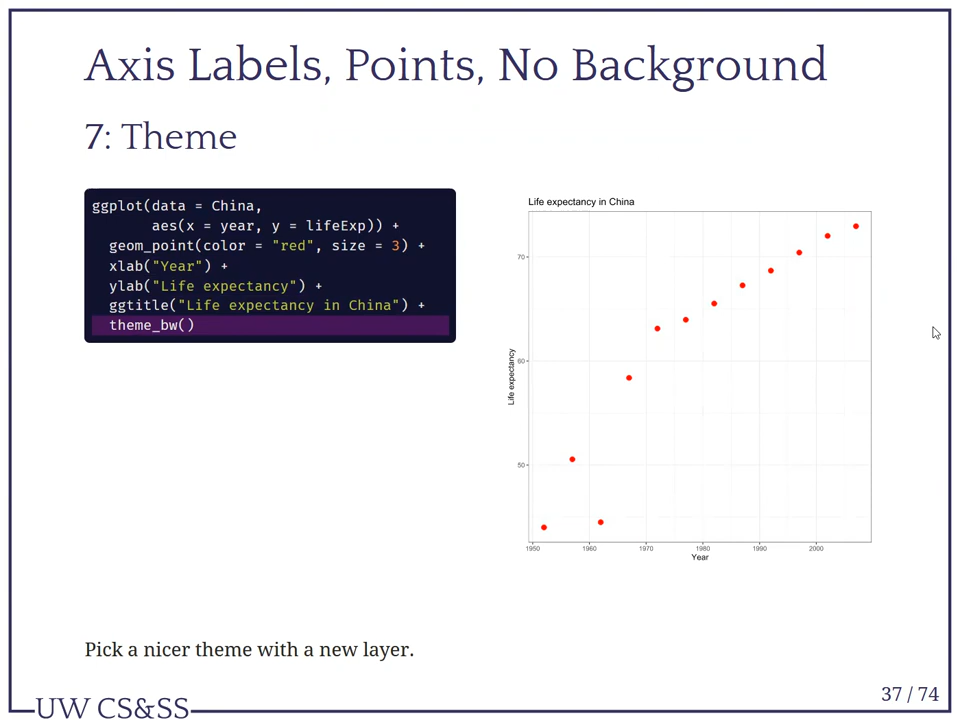 Axis Labels, Points, No Background
7: Theme
ggplot(data = China,
aes(x = year, y = lifeExp)) +
geom_point(color = "red", size = 3) +
xlab("Year") +
ylab("Life expectancy") +
ggtitle("Life expectancy in China") +
theme_bw()
Life expectancy in China
70
60
50
Life expectancy
1950 1960 1970 1980 1990 2000
Year
Pick a nicer theme with a new layer.
UW CS&SS
37 / 74